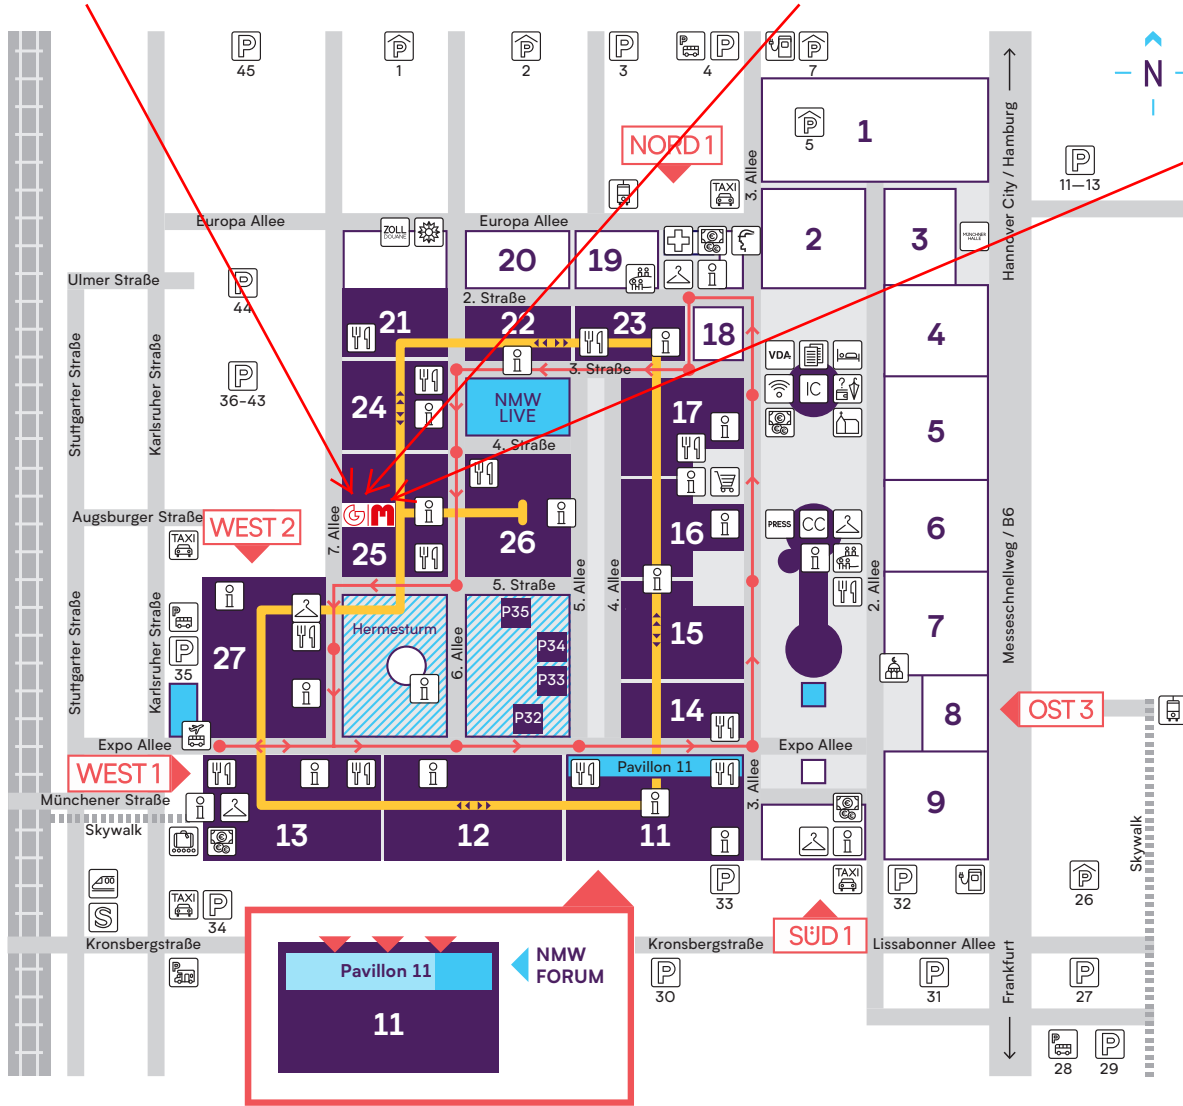 P
45
P
1
P
2
P
3
P
P
4
P
7
N
P
5
1
Hannover City / Hamburg
NORD 1
P
11–13
TAXI
3. Allee
Europa Allee
ZOLL
DOUANE
Europa Allee
20
19
2
3
MÜNCHNER
HALLE
Ulmer Straße
P
44
2. Straße
21
22
23
18
4
3. Straße
VDA
IC
P
36-43
24
NMW
LIVE
17
5
Stuttgarter Straße
Karlsruher Straße
4. Straße
Augsburger Straße
WEST 2
TAXI
7. Allee
G M
25
26
16
PRESS
CC
6
Messeschnellweg / B6
5. Straße
5. Allee
4. Allee
2. Allee
P35
P34
P33
P32
Hermesturm
6. Allee
15
7
Stuttgarter Straße
Karlsruher Straße
P
P
35
27
14
8
OST 3
Expo Allee
Expo Allee
WEST 1
Pavillon 11
3. Allee
Münchener Straße
Skywalk
13
12
11
9
Skywalk
S
TAXI
P
34
P
33
TAXI
P
32
P
26
Kronsbergstraße
Kronsbergstraße
SÜD 1
Lissabonner Allee
P
Pavillon 11
NMW
FORUM
11
P
30
P
31
Frankfurt
P
27
P
28
P
29